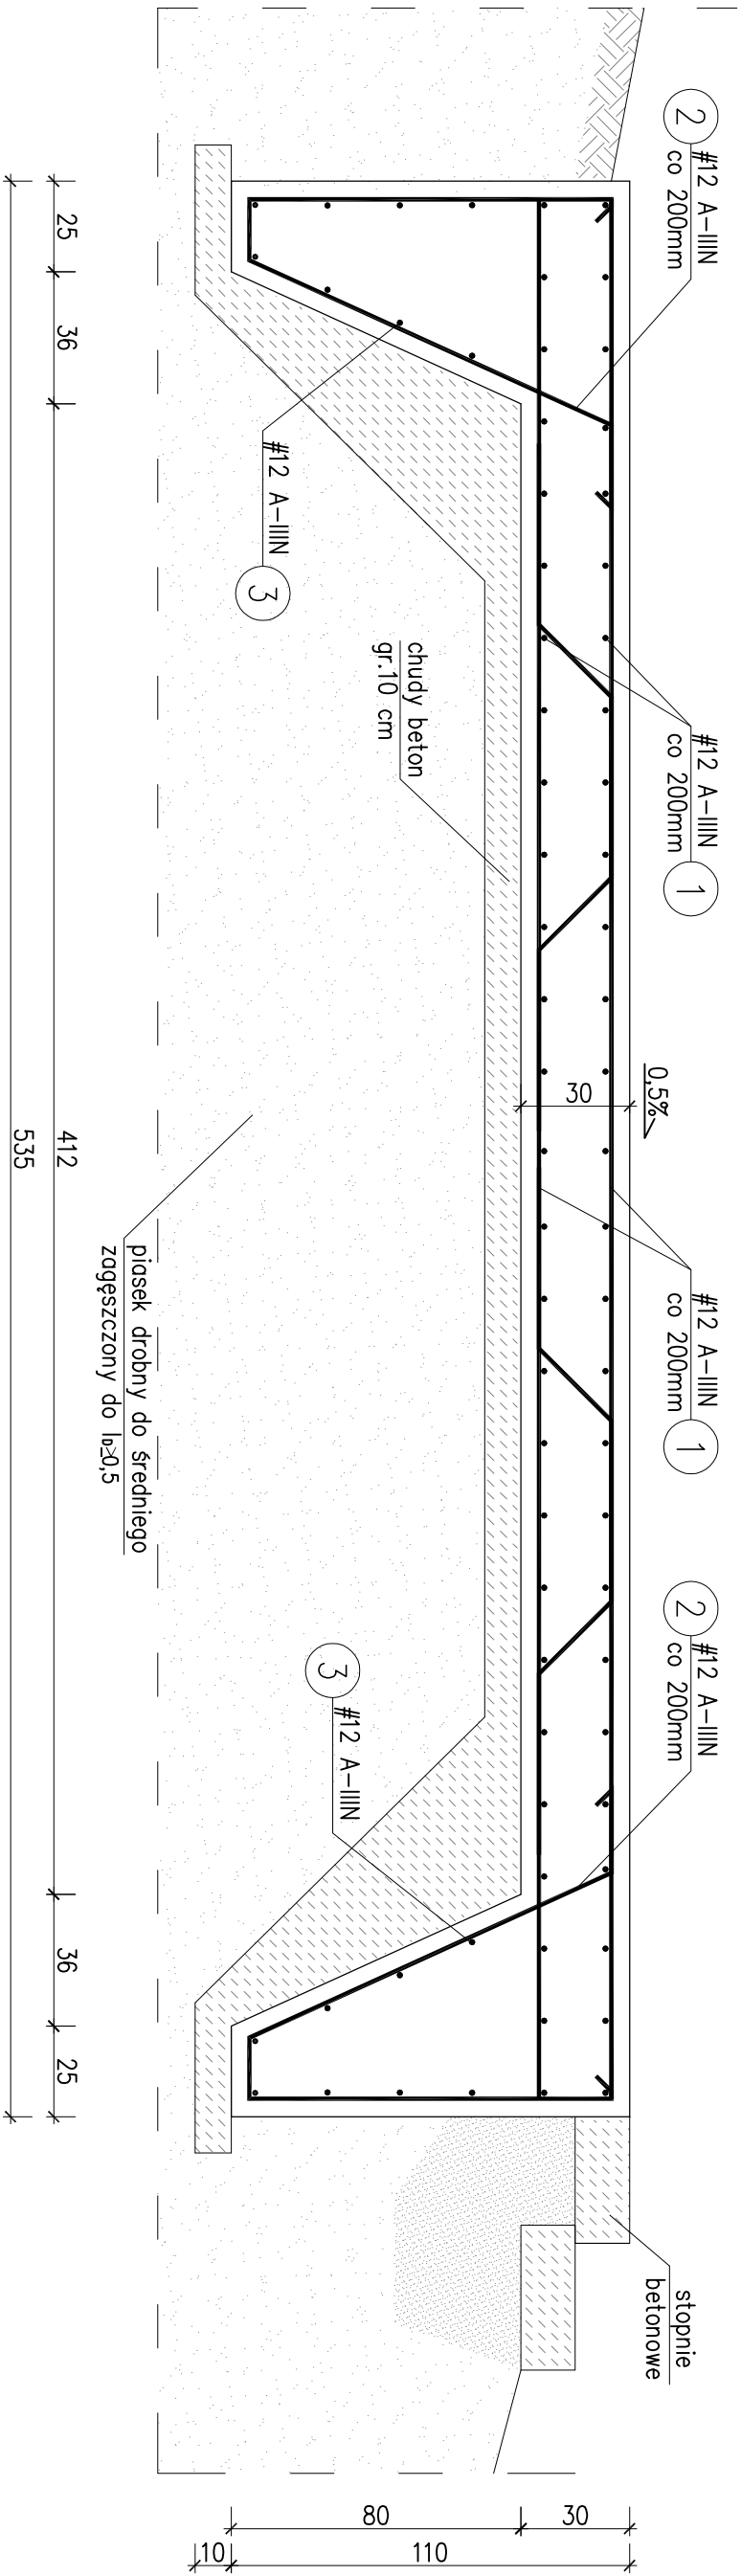 2
#12 A-IIIN
co 200mm
#12 A-IIIN
co 200mm
1
#12 A-IIIN
co 200mm
1
2
#12 A-IIIN
co 200mm
stopnie
betonowe
0,5%
30
#12 A-IIIN
3
chudy beton
gr.10 cm
3
#12 A-IIIN
piasek drobny do średniego
zagęszczony do ID≥0,5
25
36
412
36
25
535
30
80
110
10